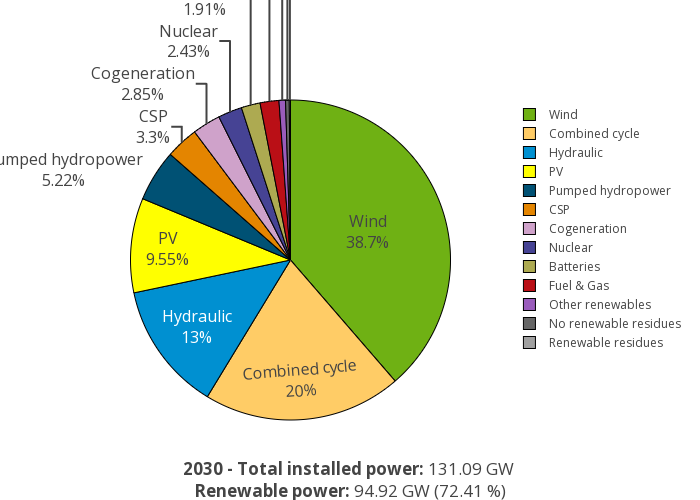 1.91%
Nuclear
2.43%
Cogeneration
2.85%
CSP
3.3%
umped hydropower
5.22%
PV
9.55%
Hydraulic
13%
Combined cycle
20%
Wind
38.7%
Wind
Combined cycle
Hydraulic
PV
Pumped hydropower
CSP
Cogeneration
Nuclear
Batteries
Fuel & Gas
Other renewables
No renewable residues
Renewable residues
2030 - Total installed power: 131.09 GW
Renewable power: 94.92 GW (72.41 %)